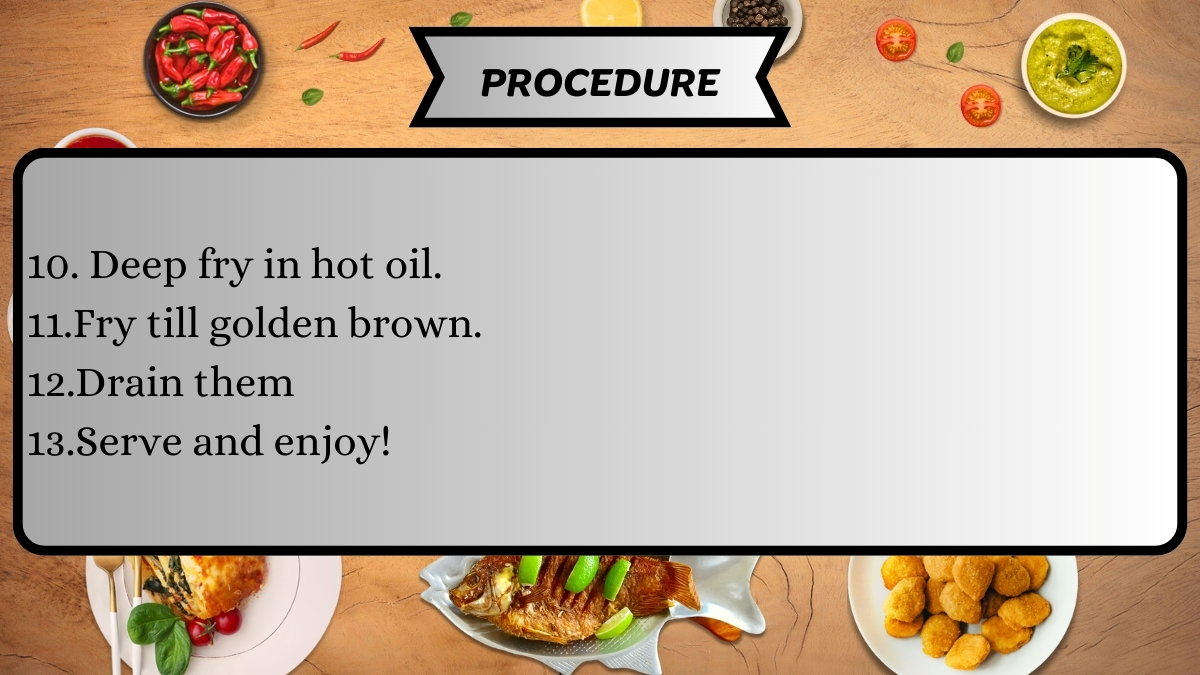 PROCEDURE
10. Deep fry in hot oil.
11.Fry till golden brown.
12.Drain them
13.Serve and enjoy!